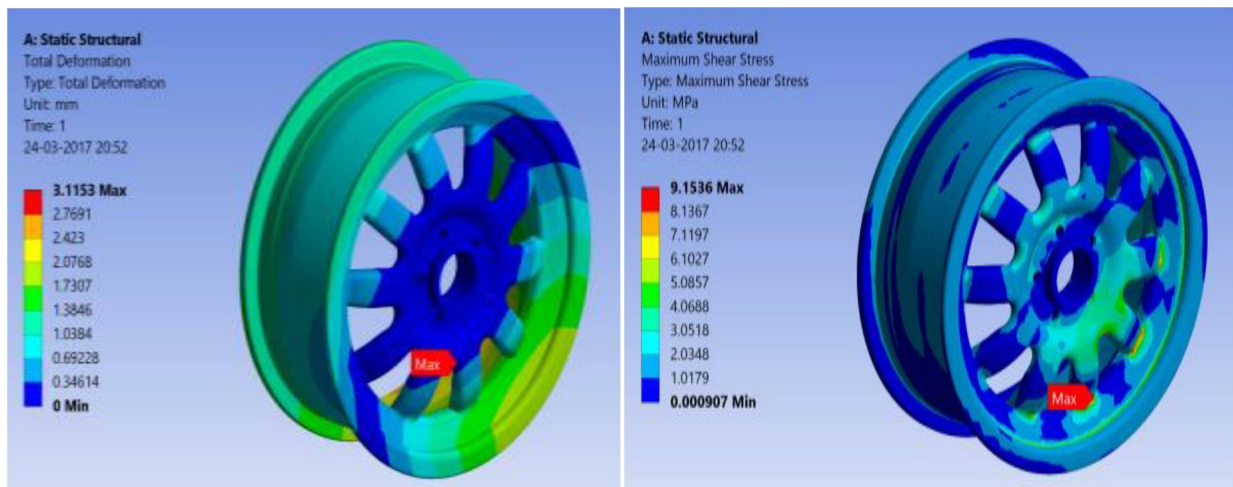 A: Static Structural
Total Deformation
Type: Total Deformation
Unit: mm
Time: 1
24-03-2017 20:52
3.1153 Max
2.7691
2.423
2.0768
1.7307
1.3846
1.0384
0.69228
0.34614
0 Min
Max
A: Static Structural
Maximum Shear Stress
Type: Maximum Shear Stress
Unit: MPa
Time: 1
24-03-2017 20:52
9.1536 Max
8.1367
7.1197
6.1027
5.0857
4.0688
3.0518
2.0348
1.0179
0.000907 Min
Max